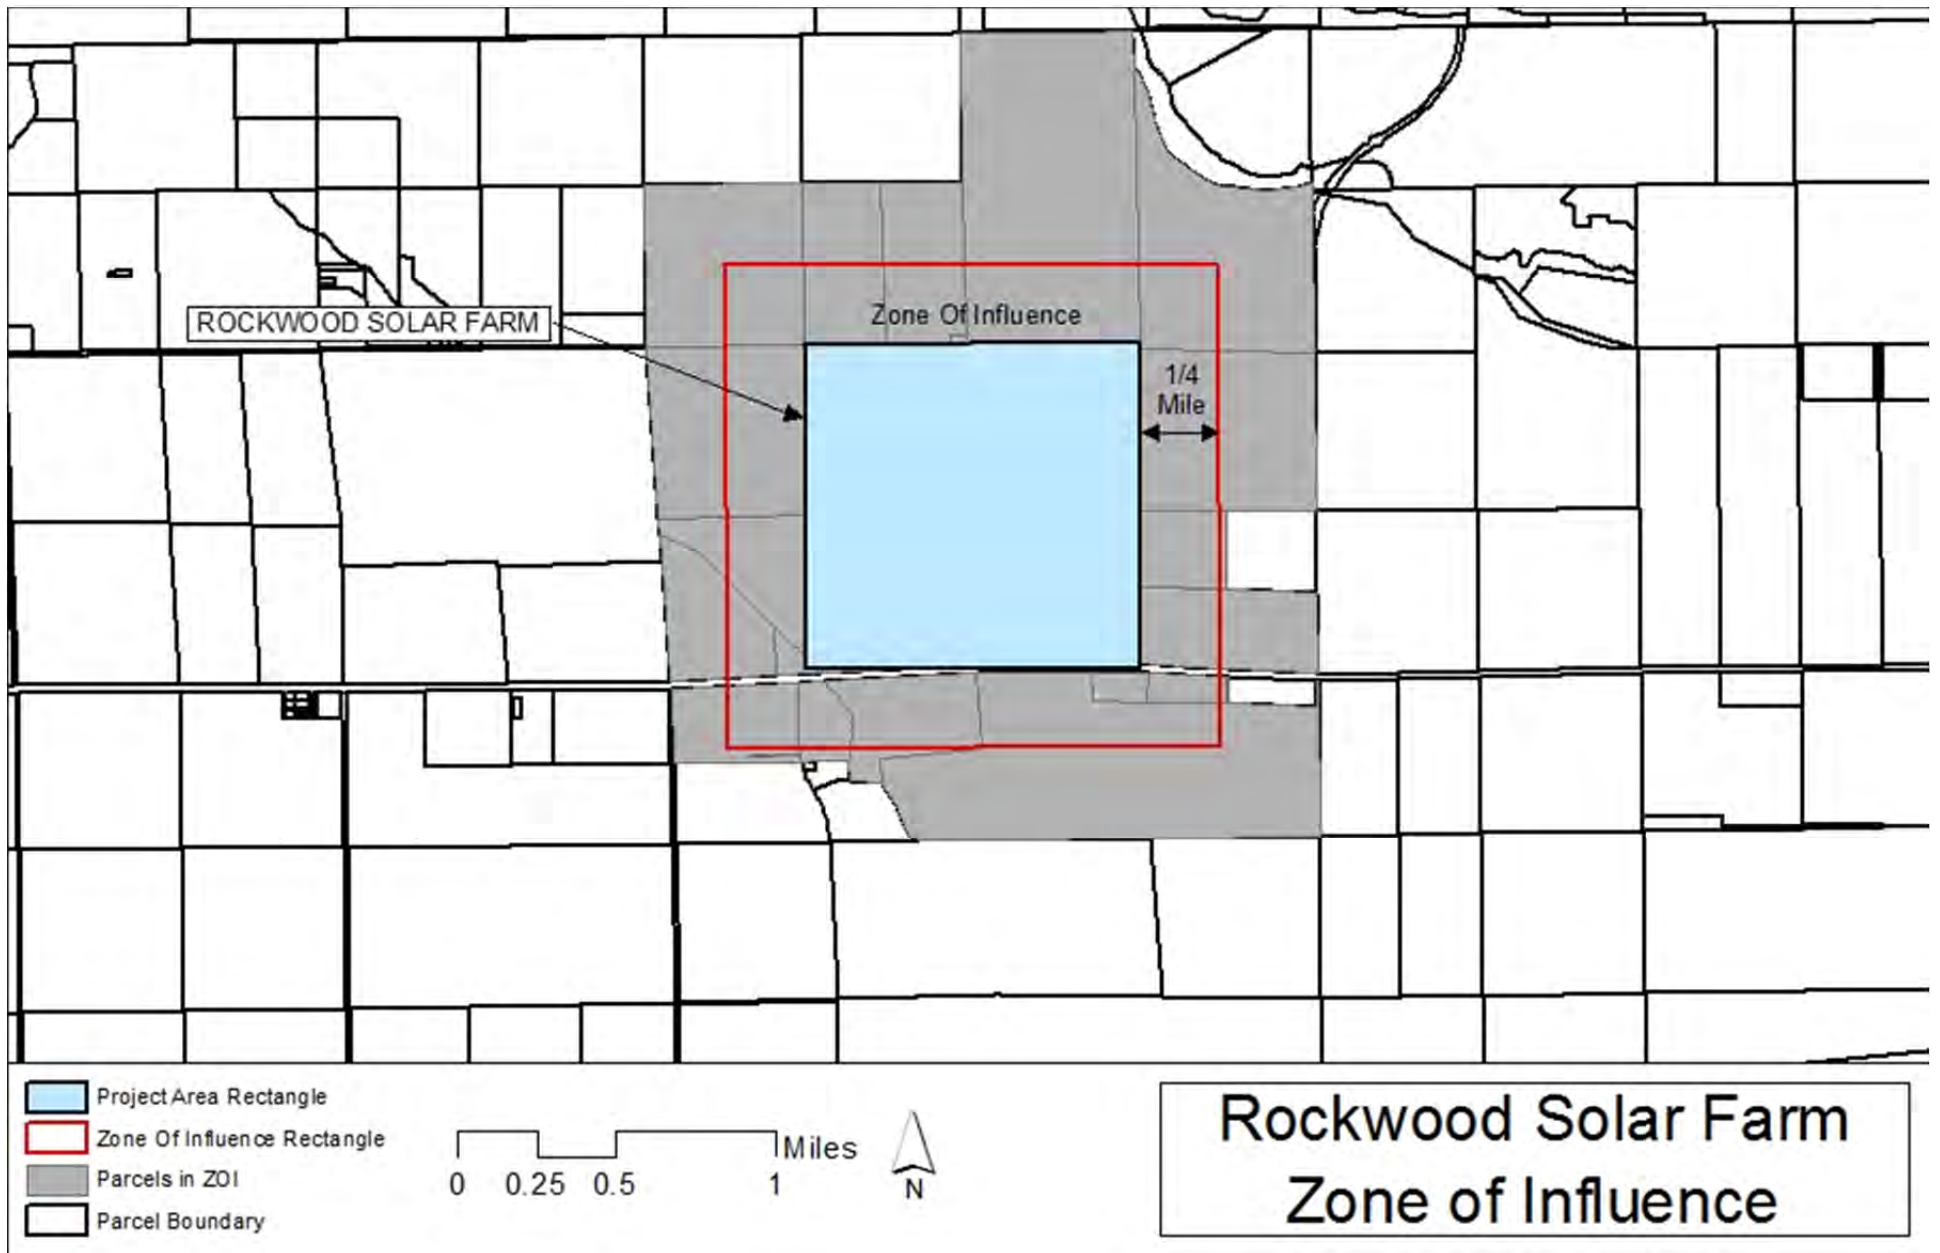 Zone Of Influence
ROCKWOOD SOLAR FARM
1/4
Mile
Project Area Rectangle
Zone Of Influence Rectangle
Parcels in ZOI
Parcel Boundary
Miles
0 0.25 0.5 1
N
Rockwood Solar Farm
Zone of Influence